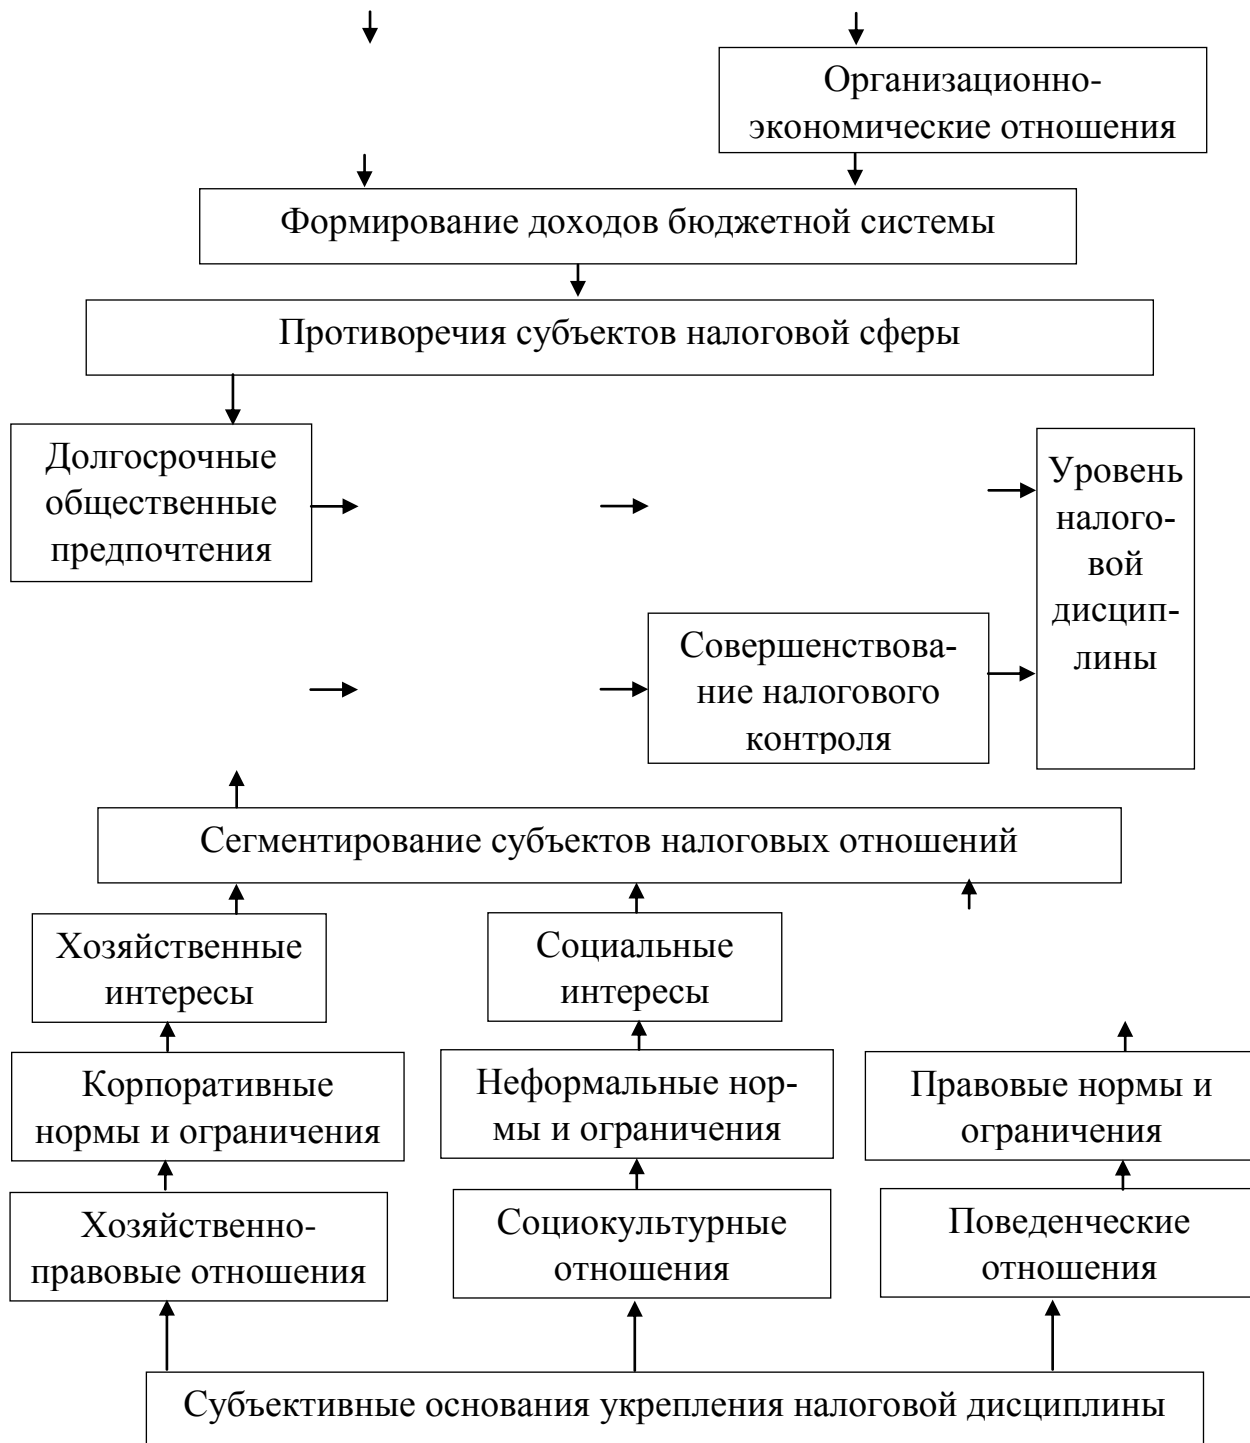 Организационно-
экономические отношения
Формирование доходов бюджетной системы
Противоречия субъектов налоговой сферы
Долгосрочные
общественные
предпочтения
Уровень
налого-
вой
дисцип-
лины
Совершенствова-
ние налогового
контроля
Сегментирование субъектов налоговых отношений
Хозяйственные
интересы
Социальные
интересы
Корпоративные
нормы и ограничения
Неформальные нор-
мы и ограничения
Правовые нормы и
ограничения
Хозяйственно-
правовые отношения
Социокультурные
отношения
Поведенческие
отношения
Субъективные основания укрепления налоговой дисциплины